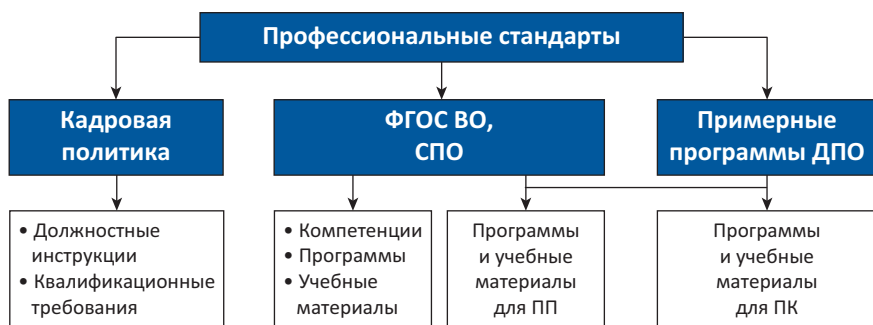 Профессиональные стандарты
Кадровая
политика
ФГОС ВО,
СПО
Примерные
программы ДПО
• Должностные
инструкции
• Квалификационные
требования
• Компетенции
• Программы
• Учебные
материалы
Программы
и учебные
материалы
для ПП
Программы
и учебные
материалы
для ПК